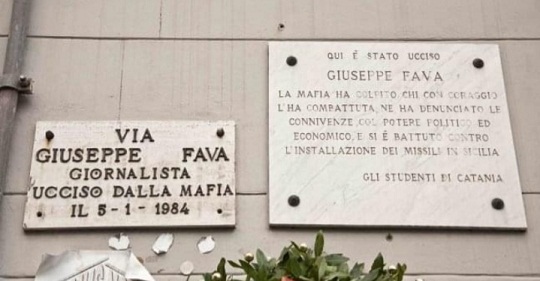 VIA
GIUSEPPE FAVA
GIORNALISTA
UCCISO DALLA MAFIA
IL 5-1-1984
QUI É STATO UCCISO
GIUSEPPE FAVA
LA MAFIA HA COLPITO CHI CON CORAGGIO
L'HA COMBATTUTA, NE HA DENUNCIATO LE
CONNIVENZE COL POTERE POLITICO ED
ECONOMICO, E SI É BATTUTO CONTRO
L'INSTALLAZIONE DEI MISSILI IN SICILIA
GLI STUDENTI DI CATANIA